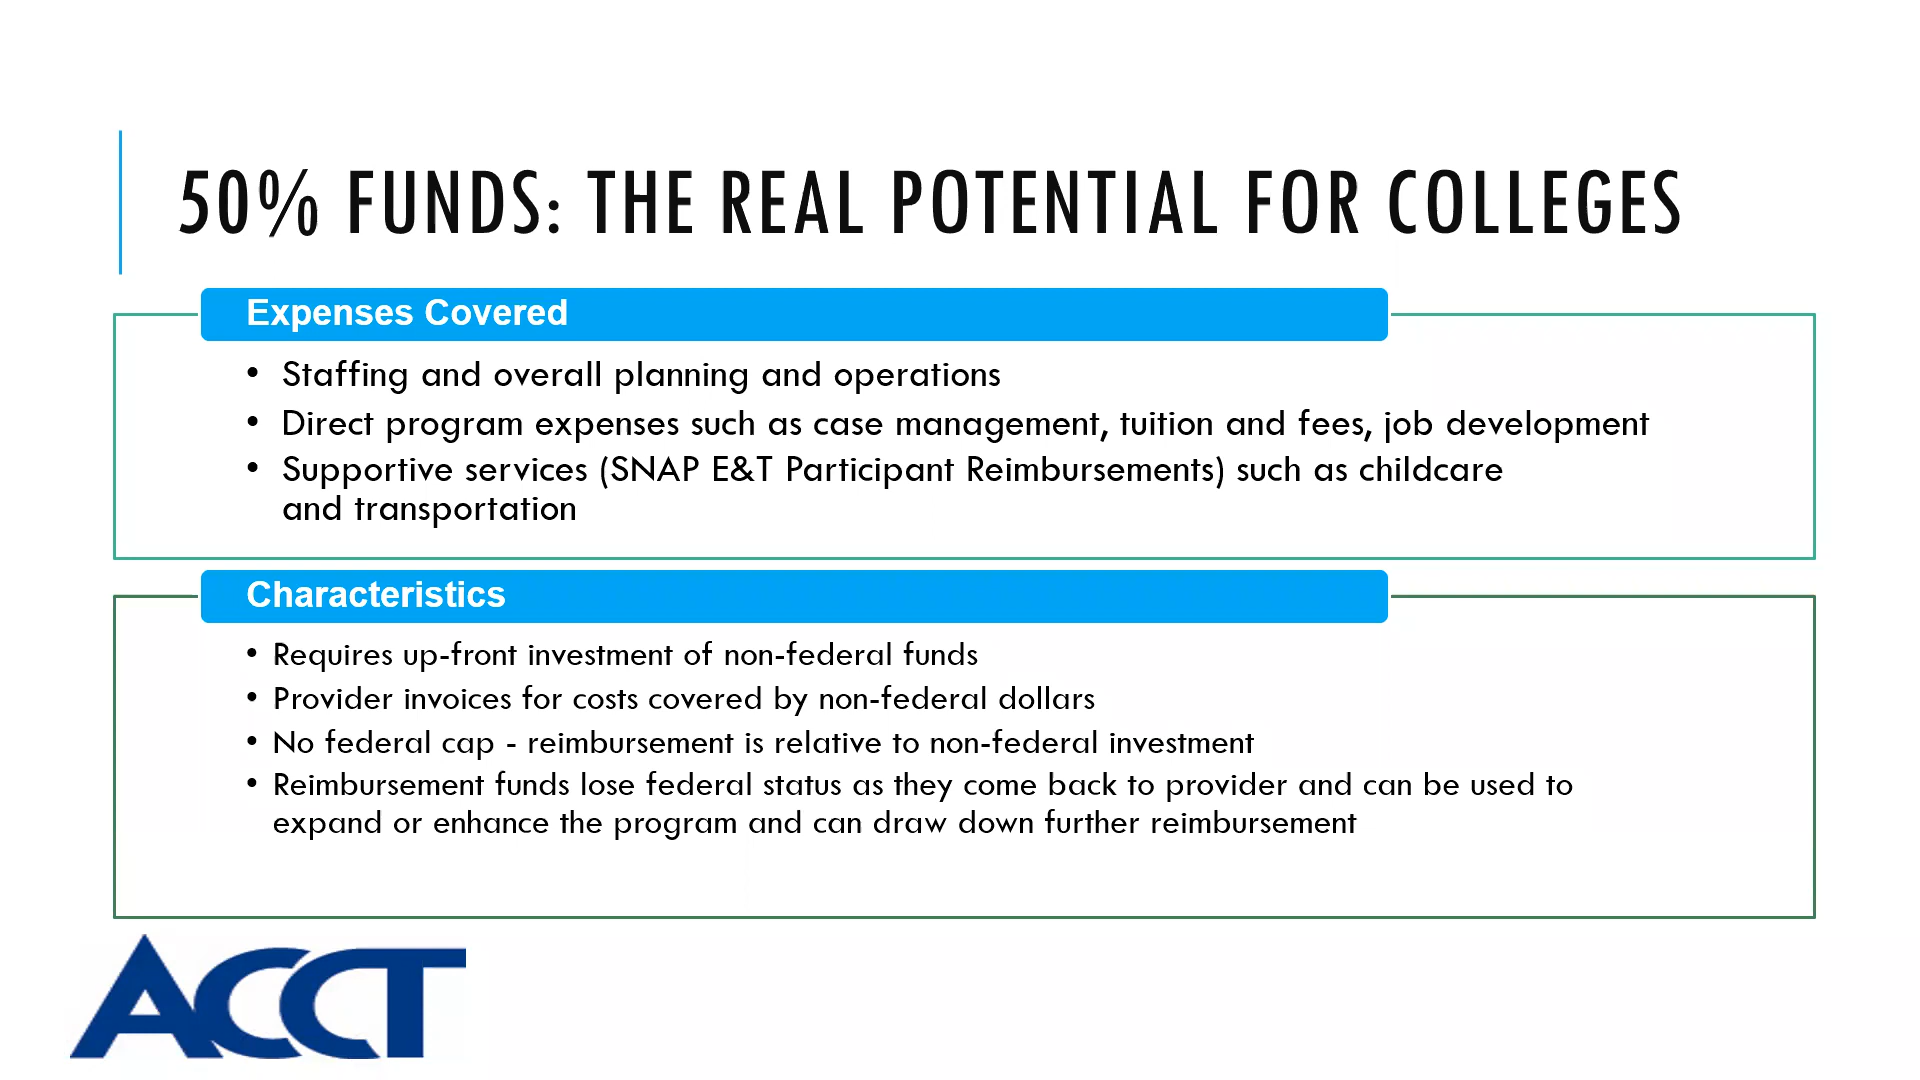 50% FUNDS: THE REAL POTENTIAL FOR COLLEGES
Expenses Covered
• Staffing and overall planning and operations
• Direct program expenses such as case management, tuition and fees, job development
• Supportive services (SNAP E&T Participant Reimbursements) such as childcare
and transportation
Characteristics
• Requires up-front investment of non-federal funds
• Provider invoices for costs covered by non-federal dollars
• No federal cap - reimbursement is relative to non-federal investment
• Reimbursement funds lose federal status as they come back to provider and can be used to
expand or enhance the program and can draw down further reimbursement
ACCT